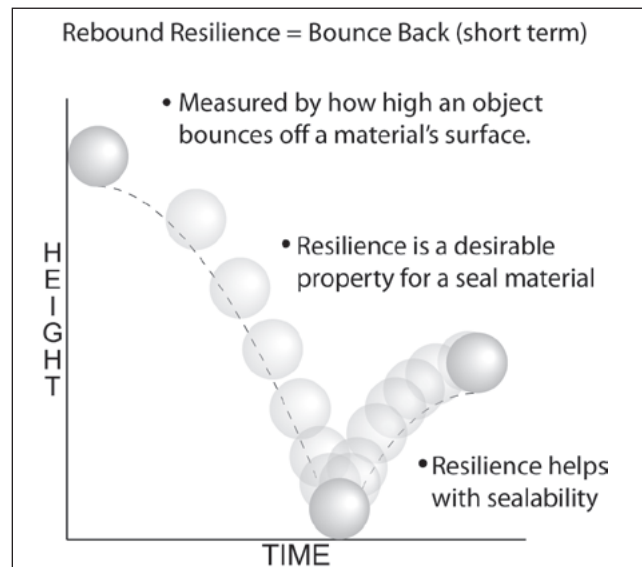 Rebound Resilience = Bounce Back (short term)
• Measured by how high an object
bounces off a material's surface.
• Resilience is a desirable
property for a seal material
HEIGHT
• Resilience helps
with sealability
TIME